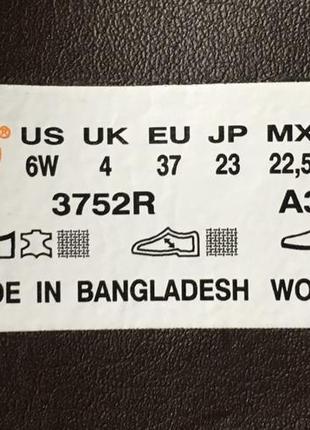 ® US UK EU JP MX
6W 4 37 23 22,5
3752R A3
DE IN BANGLADESH WO